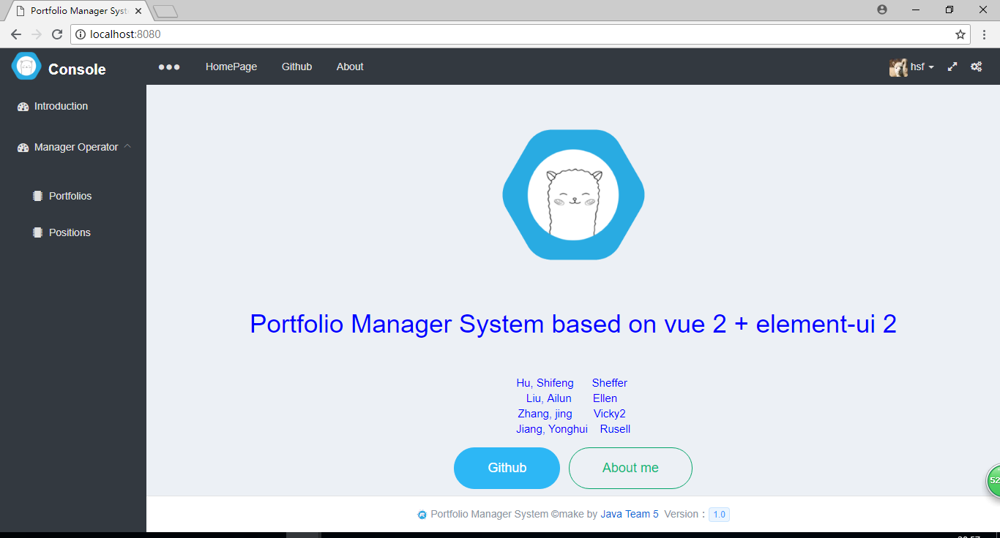 Portfolio Manager Syst
localhost:8080
Console
HomePage Github About
hsf
Introduction
Manager Operator
Portfolios
Positions
Portfolio Manager System based on vue 2 + element-ui 2
Hu, Shifeng Sheffer
Liu, Ailun Ellen
Zhang, jing Vicky2
Jiang, Yonghui Rusell
Github About me
52
Portfolio Manager System ©make by Java Team 5 Version : 1.0